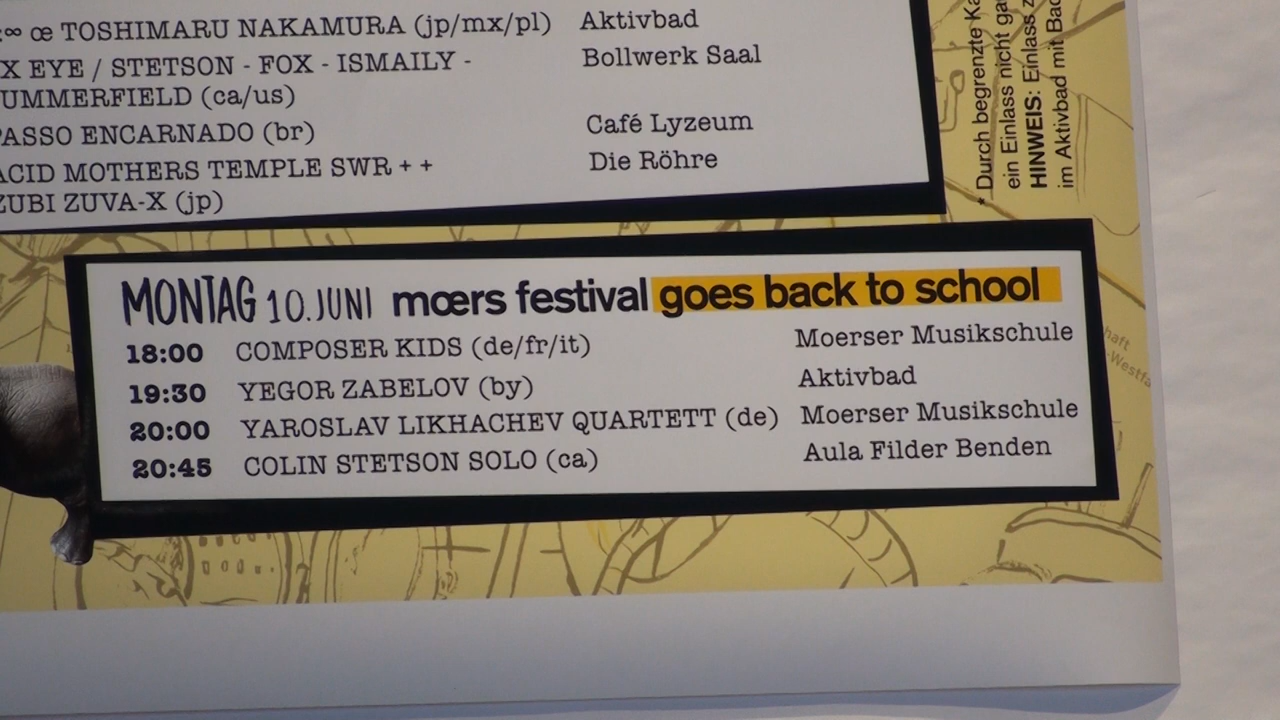 œ TOSHIMARU NAKAMURA (jp/mx/pl) Aktivbad
X EYE / STETSON - FOX - ISMAILY - Bollwerk Saal
UMMERFIELD (ca/us)
PASSO ENCARNADO (br) Café Lyzeum
ACID MOTHERS TEMPLE SWR + + Die Röhre
ZUBI ZUVA-X (jp)
* Durch begrenzte
ein Einlass nicht
HINWEIS: Einlass
im Aktivbad mit
MONTAG 10. JUNI mœrs festival goes back to school
18:00 COMPOSER KIDS (de/fr/it) Moerser Musikschule
19:30 YEGOR ZABELOV (by) Aktivbad
20:00 YAROSLAV LIKHACHEV QUARTETT (de) Moerser Musikschule
20:45 COLIN STETSON SOLO (ca) Aula Filder Benden